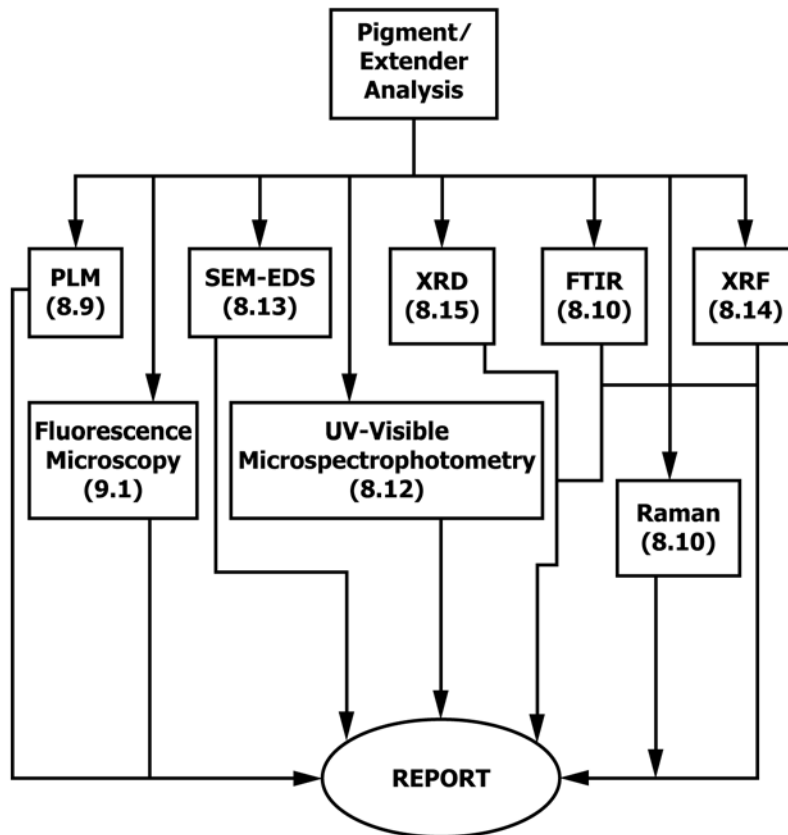 Pigment/
Extender
Analysis
PLM
(8.9)
SEM-EDS
(8.13)
XRD
(8.15)
FTIR
(8.10)
XRF
(8.14)
Fluorescence
Microscopy
(9.1)
UV-Visible
Microspectrophotometry
(8.12)
Raman
(8.10)
REPORT